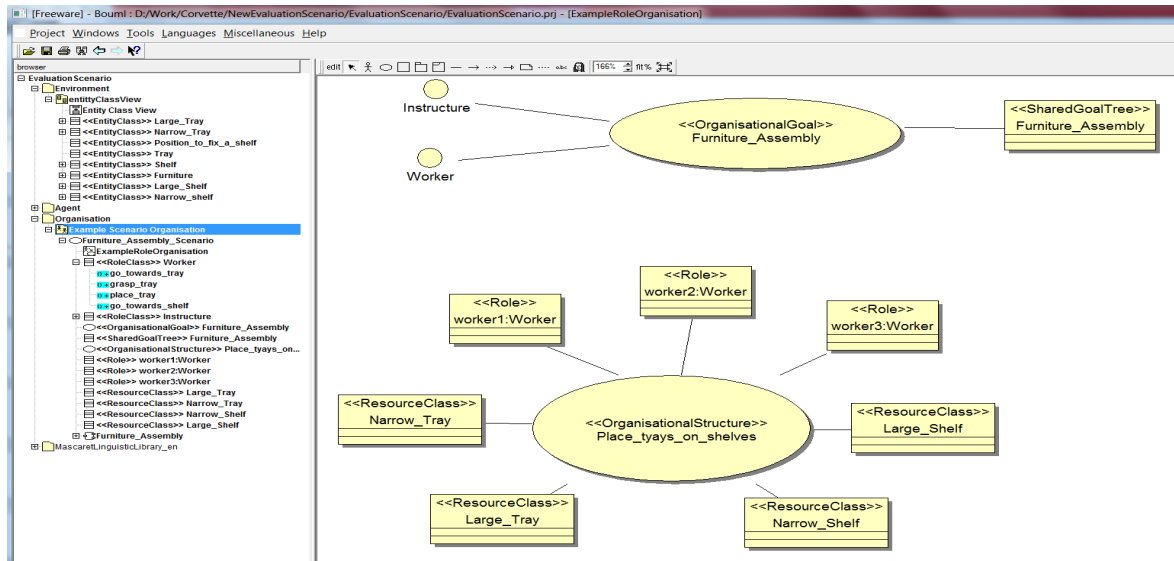 [Freeware] - Bouml : D:/Work/Corvette/NewEvaluationScenario/EvaluationScenario/EvaluationScenario.prj - [ExampleRoleOrganisation]
Project Windows Tools Languages Miscellaneous Help
browser
EvaluationScenario
Environment
entittyClassView
Entity Class View
<<EntityClass>> Large_Tray
<<EntityClass>> Narrow_Tray
<<EntityClass>> Position_to_fix_a_shelf
<<EntityClass>> Tray
<<EntityClass>> Shelf
<<EntityClass>> Furniture
<<EntityClass>> Large_Shelf
<<EntityClass>> Narrow_shelf
Agent
Organisation
Example Scenario Organisation
Furniture_Assembly_Scenario
ExampleRoleOrganisation
<<RoleClass>> Worker
go_towards_tray
grasp_tray
place_tray
go_towards_shelf
<<RoleClass>> Instructure
<<OrganisationalGoal>> Furniture_Assembly
<<SharedGoalTree>> Furniture_Assembly
<<OrganisationalStructure>> Place_tyays_on...
<<Role>> worker1:Worker
<<Role>> worker2:Worker
<<Role>> worker3:Worker
<<ResourceClass>> Large_Tray
<<ResourceClass>> Narrow_Tray
<<ResourceClass>> Narrow_Shelf
<<ResourceClass>> Large_Shelf
Furniture_Assembly
MascaretLinguisticLibrary_en
edit abc 166% fit%
Instructure
Worker
<<OrganisationalGoal>>
Furniture_Assembly
<<SharedGoalTree>>
Furniture_Assembly
<<Role>>
worker1:Worker
<<Role>>
worker2:Worker
<<Role>>
worker3:Worker
<<ResourceClass>>
Narrow_Tray
<<OrganisationalStructure>>
Place_tyays_on_shelves
<<ResourceClass>>
Large_Shelf
<<ResourceClass>>
Large_Tray
<<ResourceClass>>
Narrow_Shelf